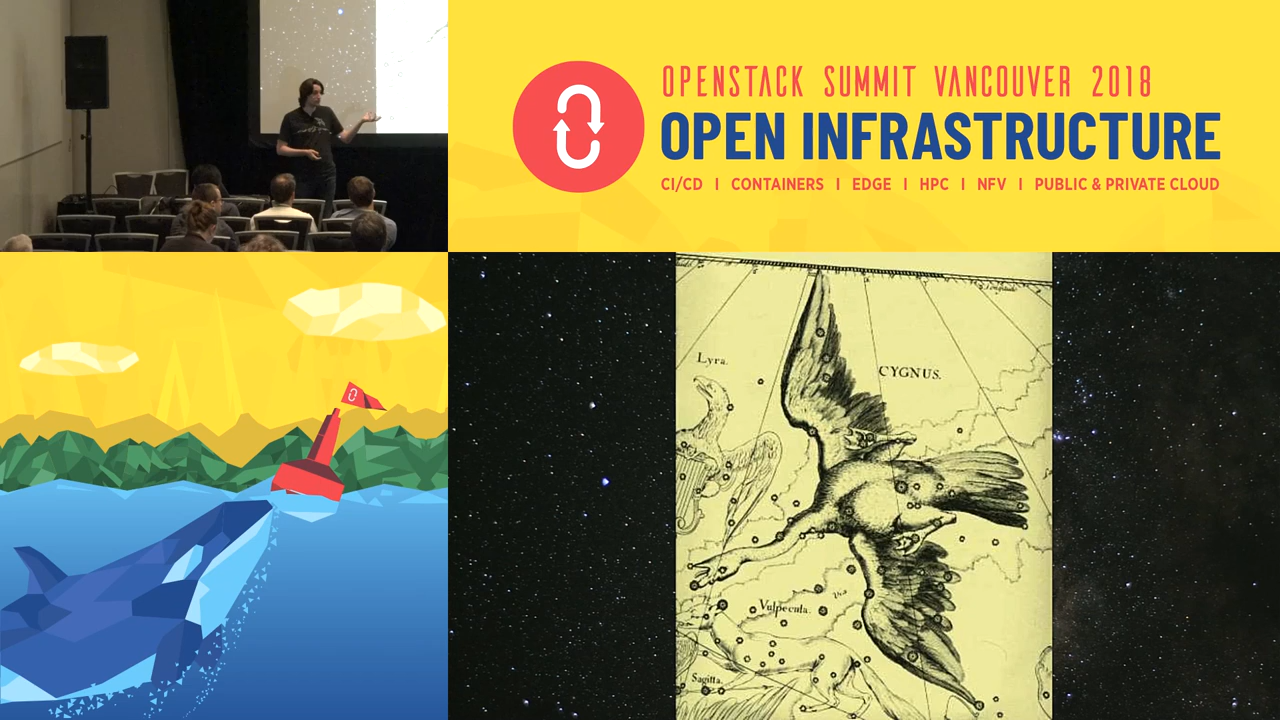 OPENSTACK SUMMIT VANCOUVER 2018
OPEN INFRASTRUCTURE
CI/CD | CONTAINERS | EDGE | HPC | NFV | PUBLIC & PRIVATE CLOUD
Lyra.
CYGNUS.
Vulpecula.
Sagitta.